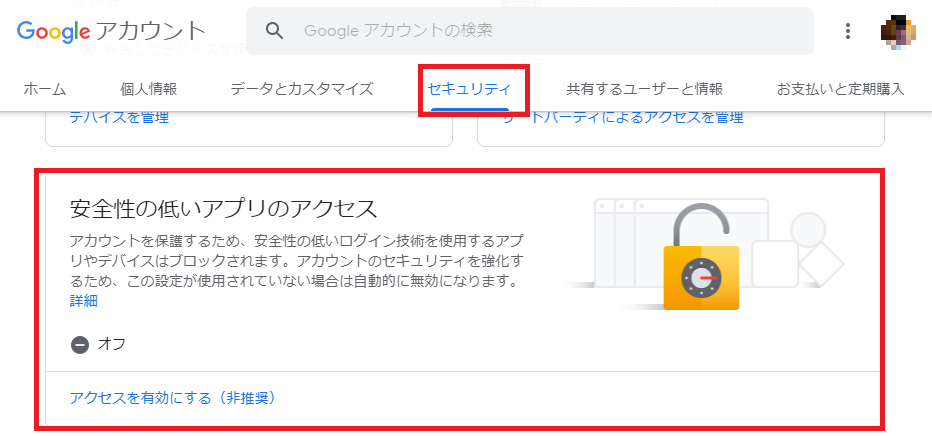 Google アカウント
Google アカウントの検索
ホーム
個人情報
データとカスタマイズ
セキュリティ
共有するユーザーと情報
お支払いと定期購入
デバイスを管理
サードパーティによるアクセスを管理
安全性の低いアプリのアクセス
アカウントを保護するため、安全性の低いログイン技術を使用するアプ
リやデバイスはブロックされます。アカウントのセキュリティを強化す
るため、この設定が使用されていない場合は自動的に無効になります。
詳細
オフ
アクセスを有効にする（非推奨）